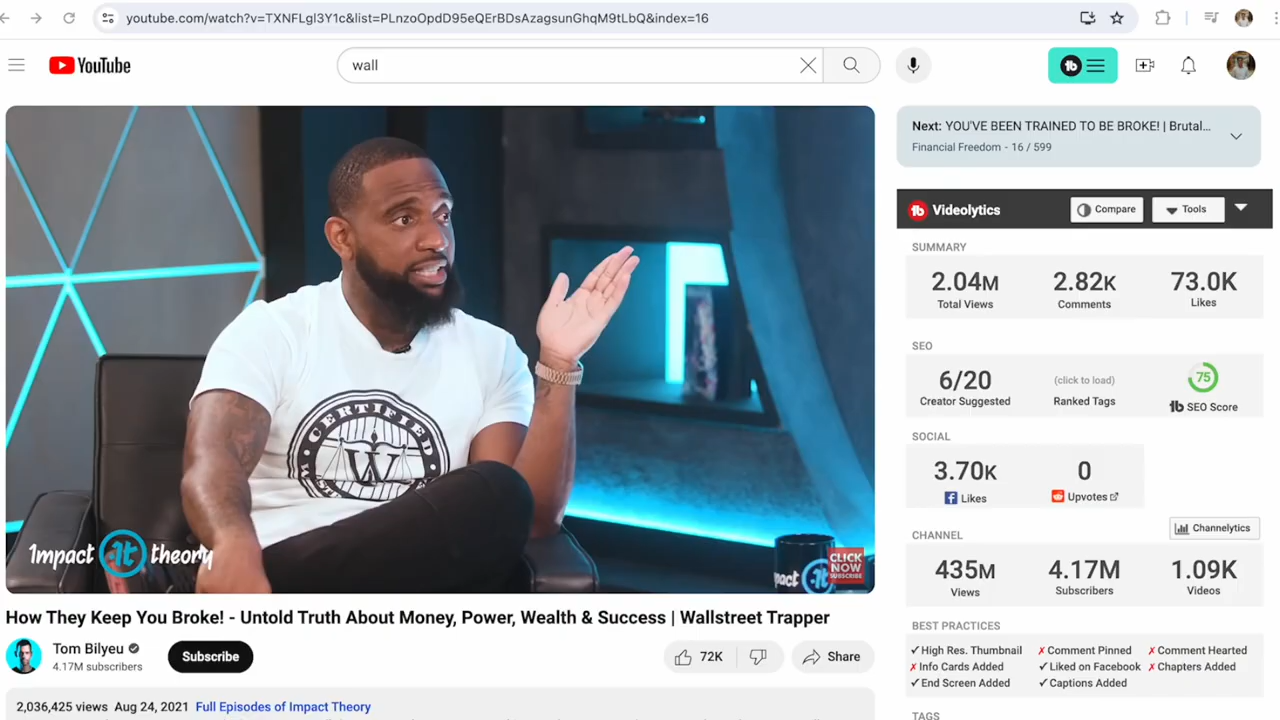 youtube.com/watch?v=TXNFLgl3Y1c&list=PLnzoOpdD95eQErBDsAzagsunGhqM9tLbQ&index=16
YouTube
wall
Next: YOU'VE BEEN TRAINED TO BE BROKE! | Brutal...
Financial Freedom - 16 / 599
Videolytics
Compare
Tools
SUMMARY
2.04M 2.82K 73.0K
Total Views Comments Likes
SEO
6/20 (click to load) 75
Creator Suggested Ranked Tags SEO Score
SOCIAL
3.70K 0
Likes Upvotes
CHANNEL Channelytics
435M 4.17M 1.09K
Views Subscribers Videos
BEST PRACTICES
✓High Res. Thumbnail ✗Comment Pinned ✗Comment Hearted
✗Info Cards Added ✓Liked on Facebook ✗Chapters Added
✓End Screen Added ✓Captions Added
TAGS
CERTIFIED
W
1mpact it theory
CLICK
NOW
SUBSCRIBE
How They Keep You Broke! - Untold Truth About Money, Power, Wealth & Success | Wallstreet Trapper
Tom Bilyeu
4.17M subscribers
Subscribe
72K
Share
2,036,425 views Aug 24, 2021 Full Episodes of Impact Theory